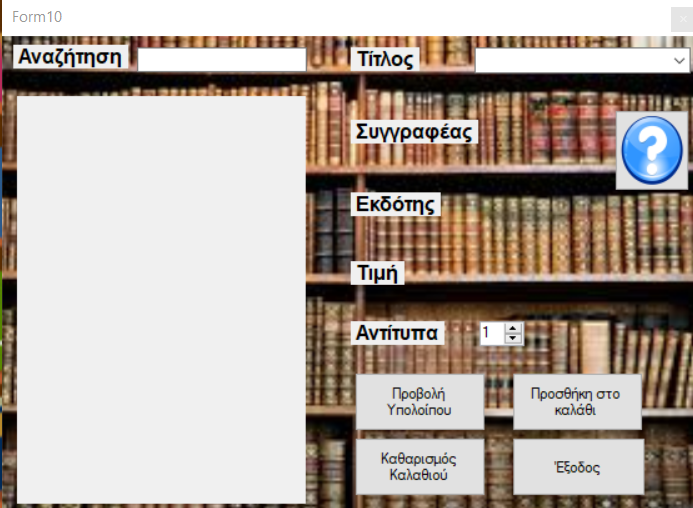 Form10
Αναζήτηση
Τίτλος
Συγγραφέας
Εκδότης
Τιμή
Αντίτυπα 1
Προβολή
Υπολοίπου
Προσθήκη στο
καλάθι
Καθαρισμός
Καλαθιού
Έξοδος